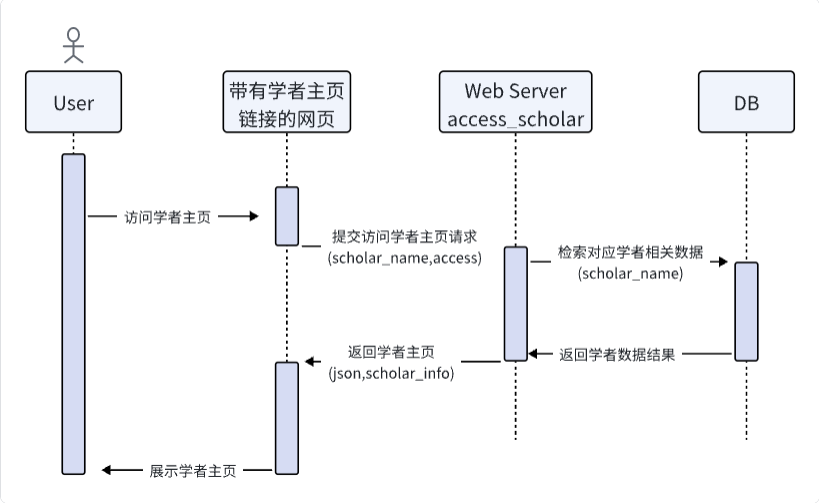 User
带有学者主页
链接的网页
Web Server
access_scholar
DB
访问学者主页
提交访问学者主页请求
(scholar_name,access)
检索对应学者相关数据
(scholar_name)
返回学者主页
(json,scholar_info)
返回学者数据结果
展示学者主页